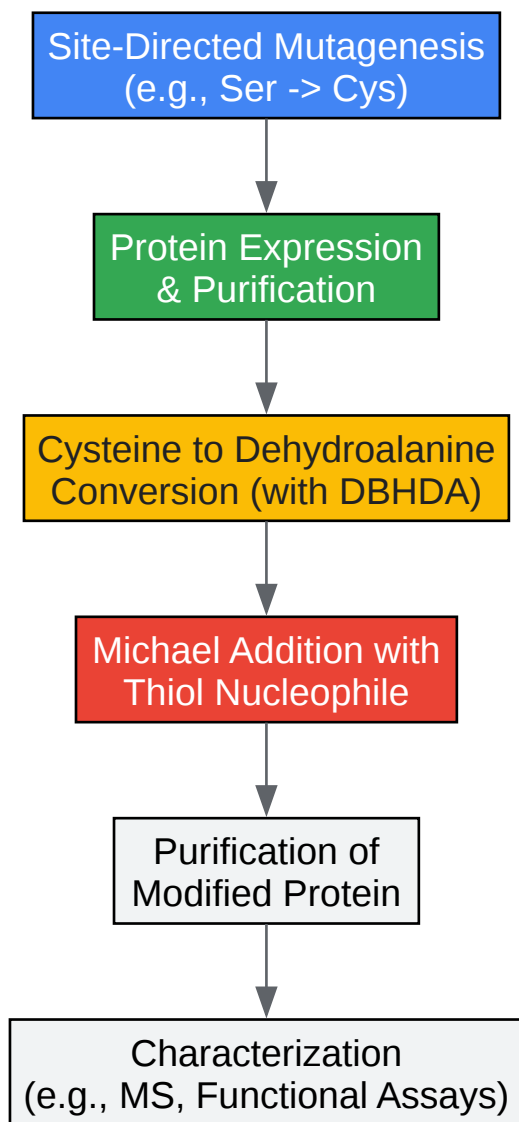 Site-Directed Mutagenesis
(e.g., Ser -> Cys)
Protein Expression
& Purification
Cysteine to Dehydroalanine
Conversion (with DBHDA)
Michael Addition with
Thiol Nucleophile
Purification of
Modified Protein
Characterization
(e.g., MS, Functional Assays)